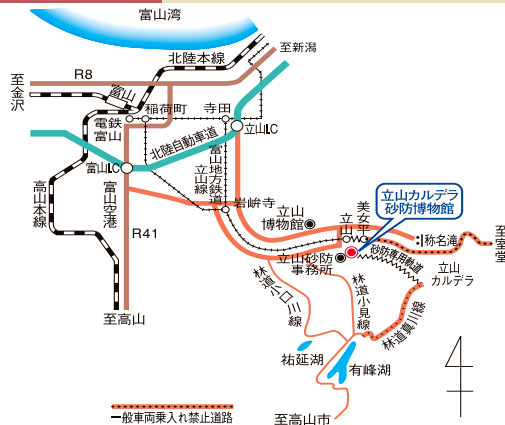 富山湾
北陸本線
至新潟
R8
至金沢
富山
稲荷町
寺田
電鉄富山
立山I.C
北陸自動車道
富山I.C
富山地方鉄道
立山線
高山本線
富山空港
岩峅寺
R41
立山カルデラ
砂防博物館
立山
博物館
美女平
立山
称名滝
至室堂
立山砂防
事務所
砂防専用軌道
立山
カルデラ
林道小口川線
林道小見線
林道真川線
至高山
祐延湖
有峰湖
一般車両乗入れ禁止道路
至高山市